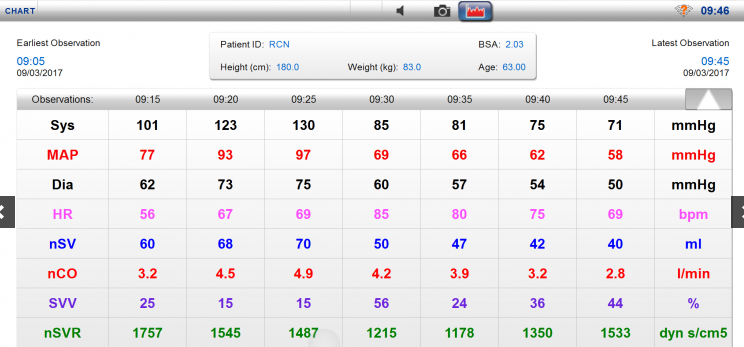 CHART 09:46
Earliest Observation
09:05
09/03/2017
Patient ID: RCN BSA: 2.03
Height (cm): 180.0 Weight (kg): 83.0 Age: 63.00
Latest Observation
09:45
09/03/2017
Observations: 09:15 09:20 09:25 09:30 09:35 09:40 09:45
Sys 101 123 130 85 81 75 71 mmHg
MAP 77 93 97 69 66 62 58 mmHg
Dia 62 73 75 60 57 54 50 mmHg
HR 56 67 69 85 80 75 69 bpm
nSV 60 68 70 50 47 42 40 ml
nCO 3.2 4.5 4.9 4.2 3.9 3.2 2.8 l/min
SVV 25 15 15 56 24 36 44 %
nSVR 1757 1545 1487 1215 1178 1350 1533 dyn s/cm5